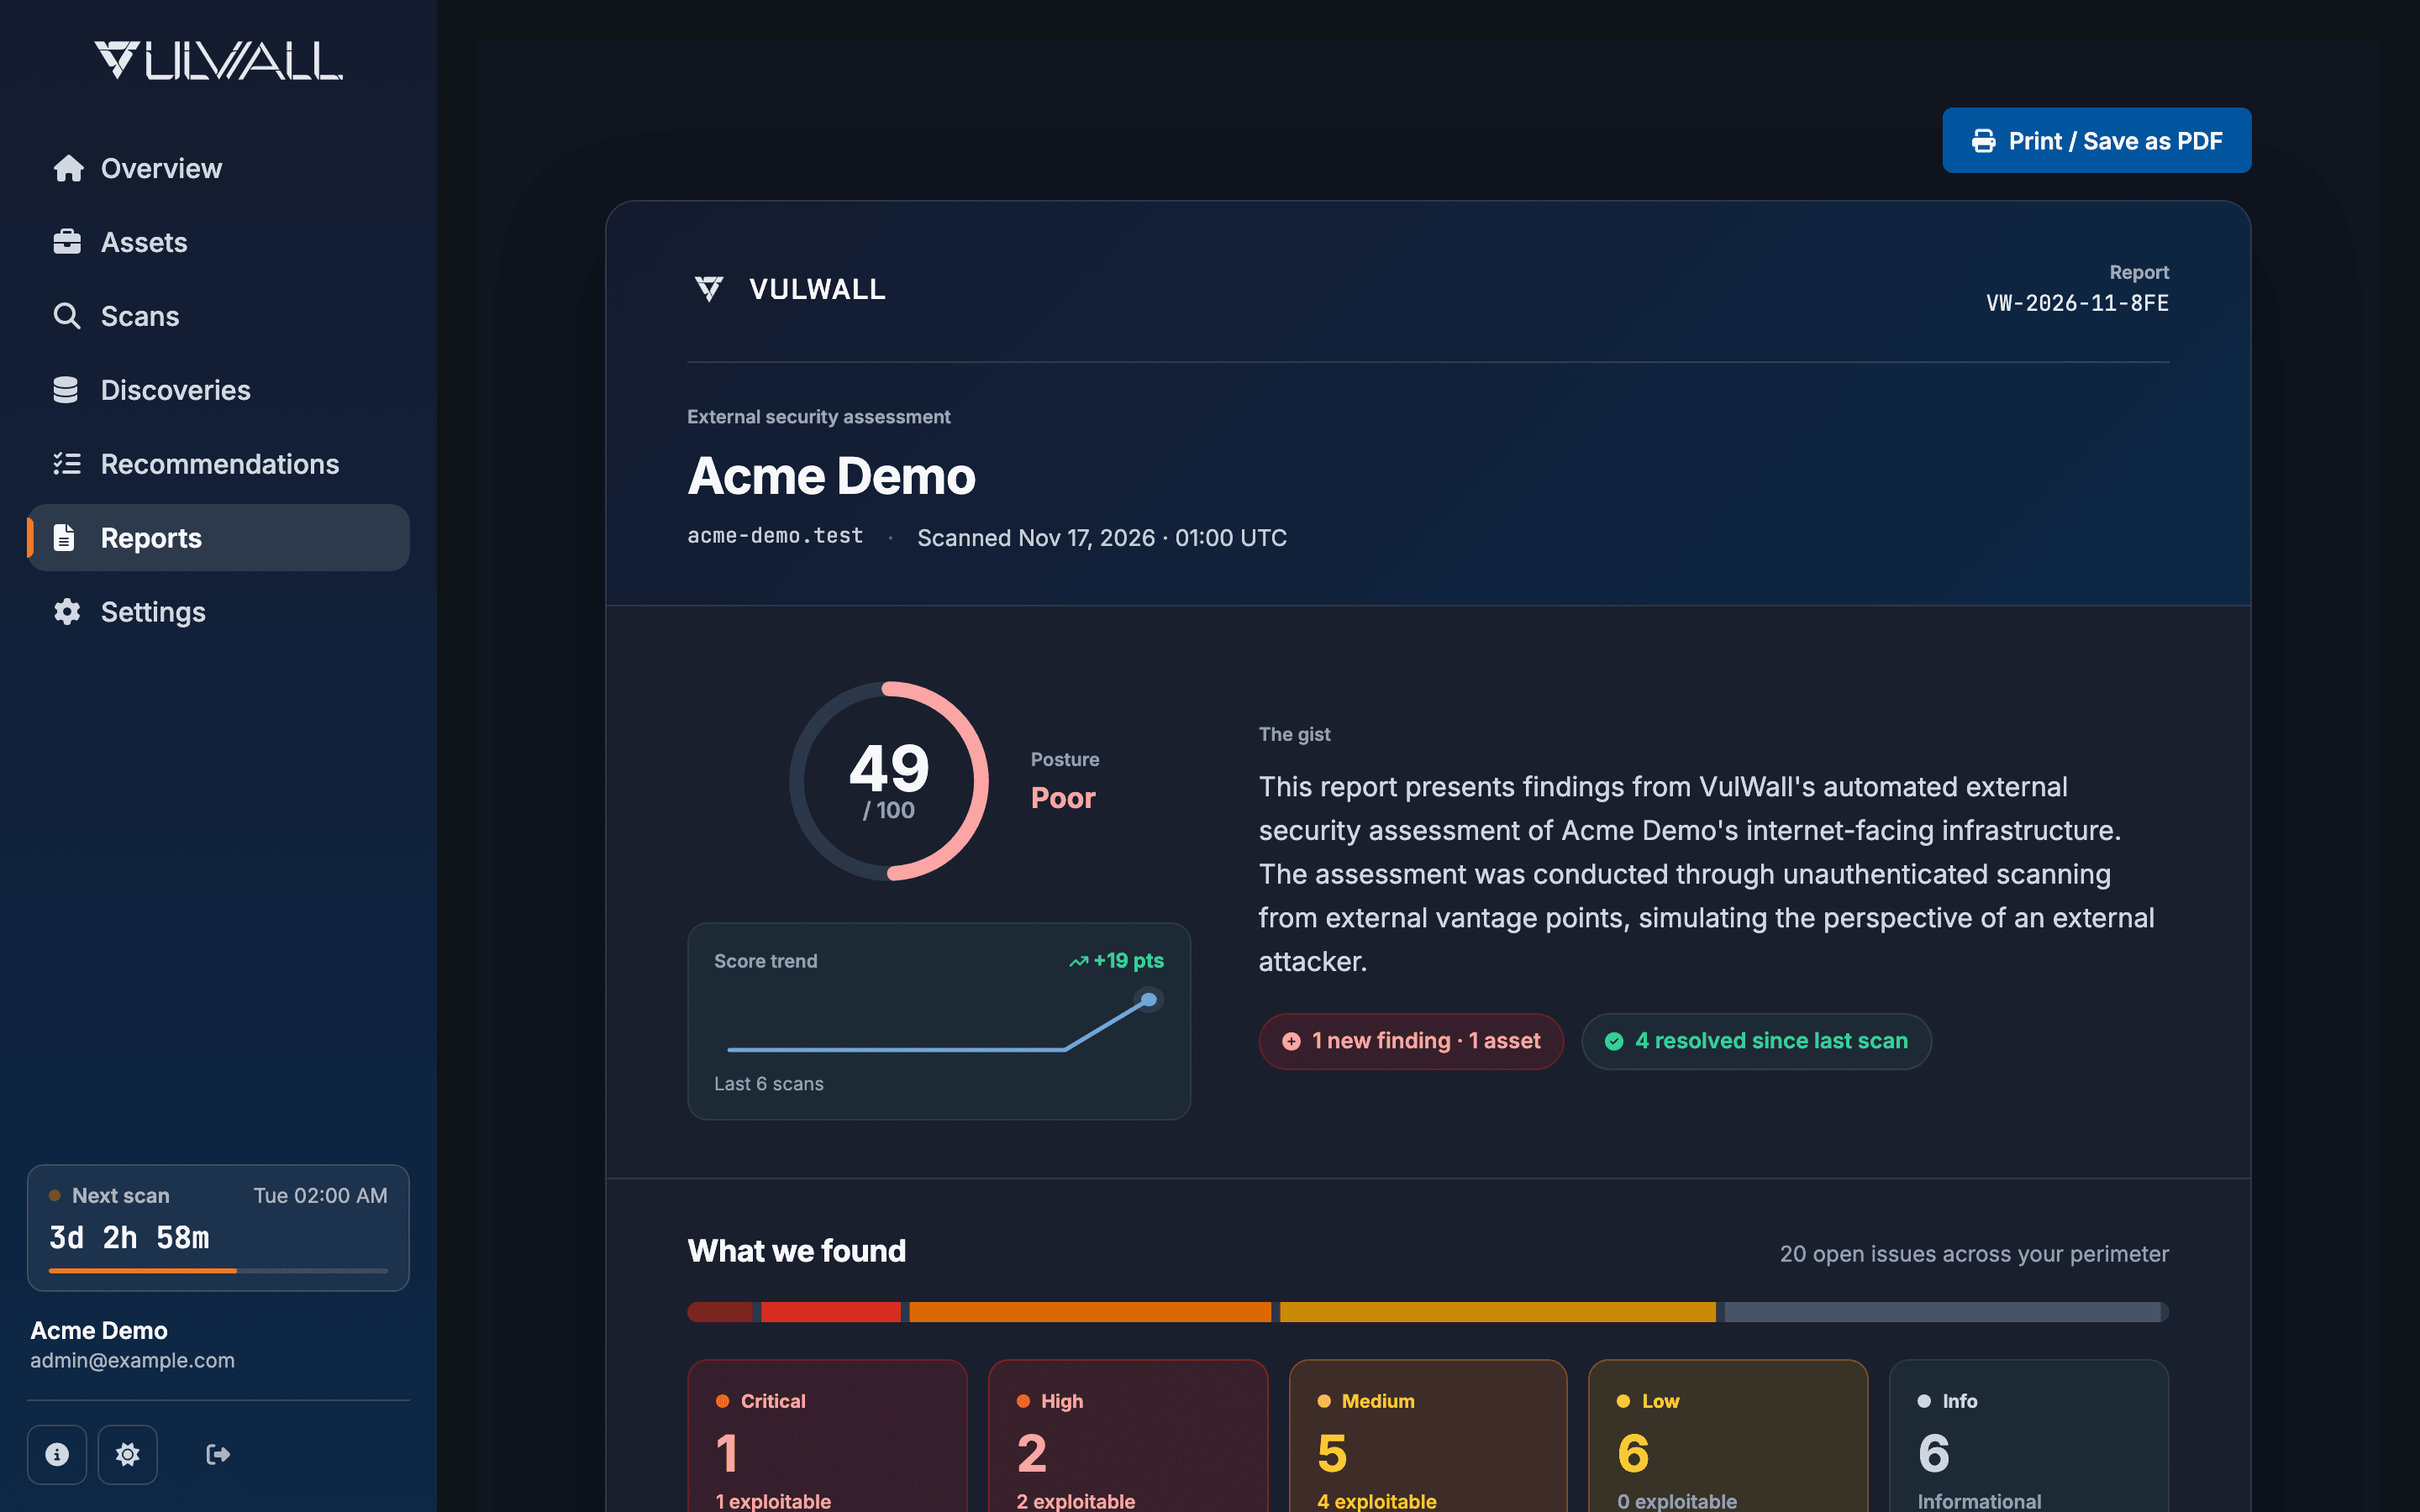 VULWALL
Overview
Assets
Scans
Discoveries
Recommendations
Reports
Settings
Next scan Tue 02:00 AM
3d 2h 58m
Acme Demo
admin@example.com
Print / Save as PDF
VULWALL
Report
VW-2026-11-8FE
External security assessment
Acme Demo
acme-demo.test · Scanned Nov 17, 2026 · 01:00 UTC
49
/ 100
Posture
Poor
Score trend +19 pts
Last 6 scans
The gist
This report presents findings from VulWall's automated external
security assessment of Acme Demo's internet-facing infrastructure.
The assessment was conducted through unauthenticated scanning
from external vantage points, simulating the perspective of an external
attacker.
1 new finding · 1 asset
4 resolved since last scan
What we found
20 open issues across your perimeter
Critical
1
1 exploitable
High
2
2 exploitable
Medium
5
4 exploitable
Low
6
0 exploitable
Info
6
Informational